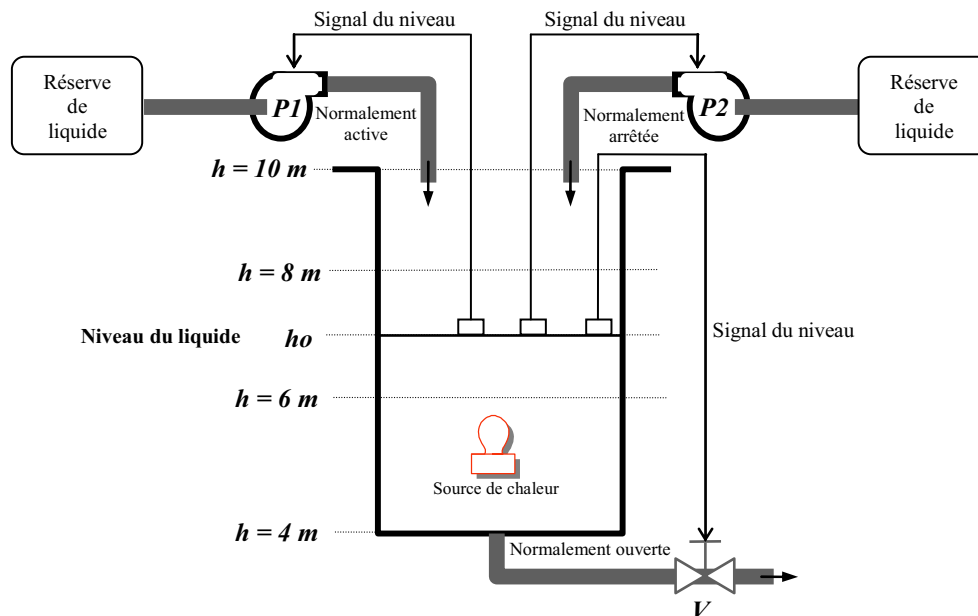 Signal du niveau
Signal du niveau
Réserve
de
liquide
P1
Normalement
active
Normalement
arrêtée
P2
Réserve
de
liquide
h = 10 m
h = 8 m
Niveau du liquide
ho
Signal du niveau
h = 6 m
Source de chaleur
h = 4 m
Normalement ouverte
V